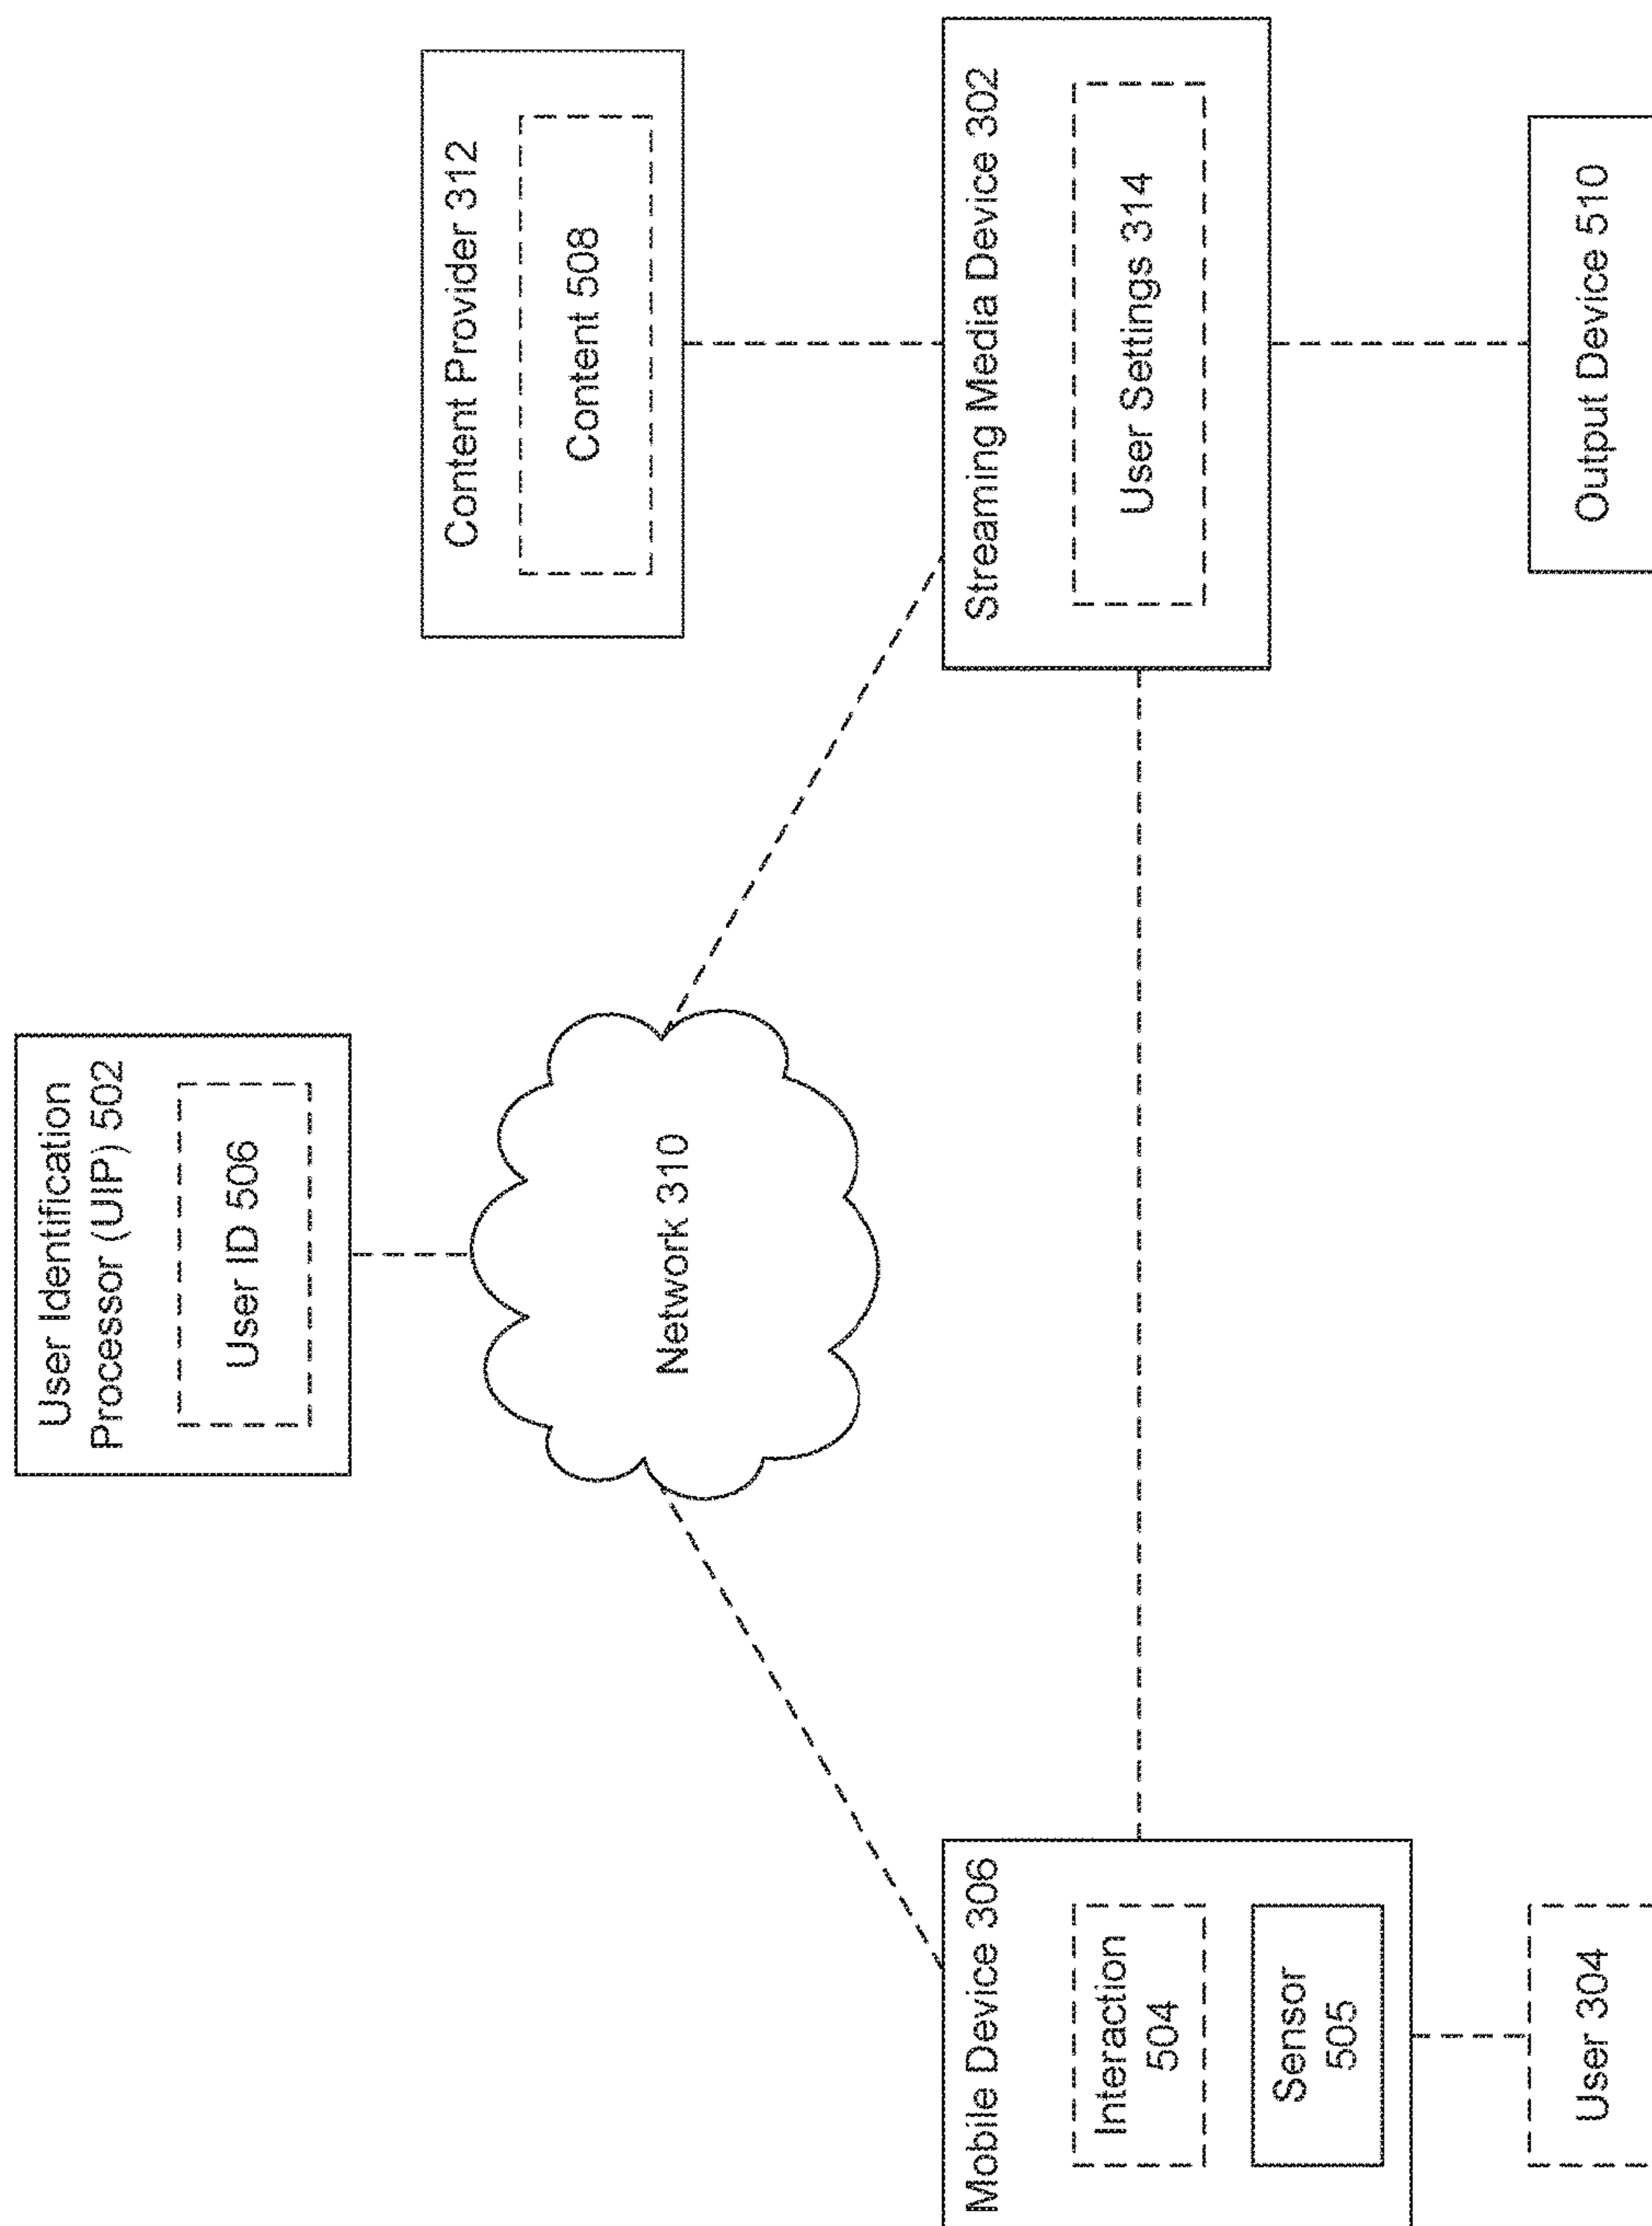 User Identification
Processor (UIP) 502
User ID 506
Content Provider 312
Content 508
Network 310
Mobile Device 306
Interaction
504
Sensor
505
Streaming Media Device 302
User Settings 314
User 304
Output Device 510